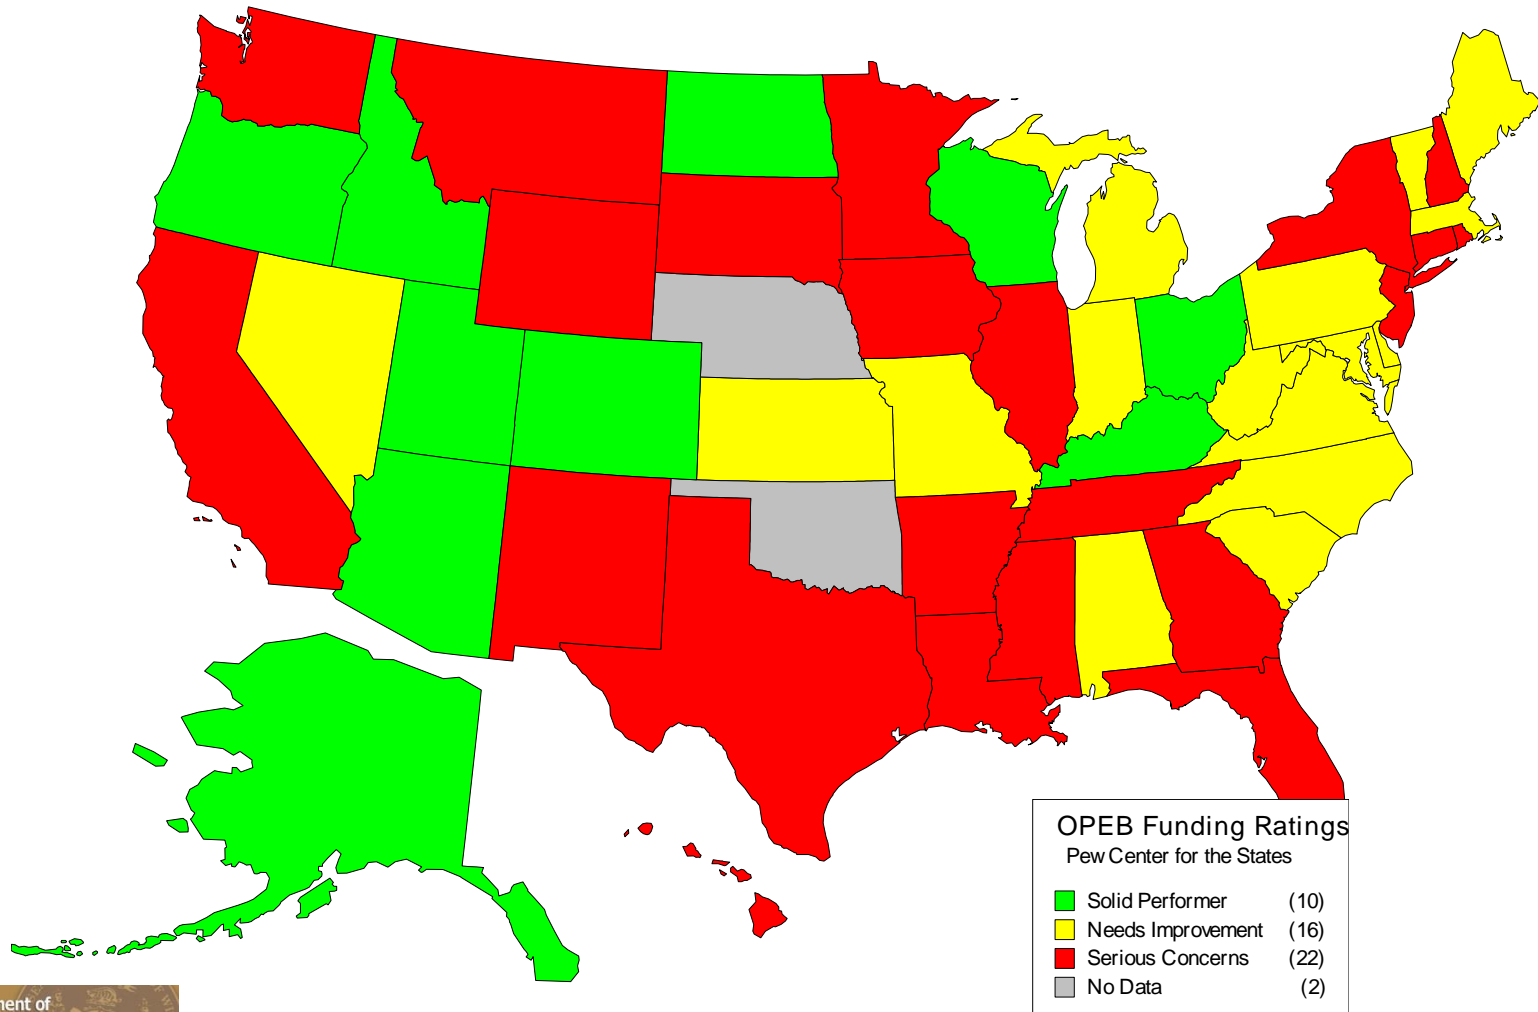 OPEB Funding Ratings
Pew Center for the States
Solid Performer (10)
Needs Improvement (16)
Serious Concerns (22)
No Data (2)
of